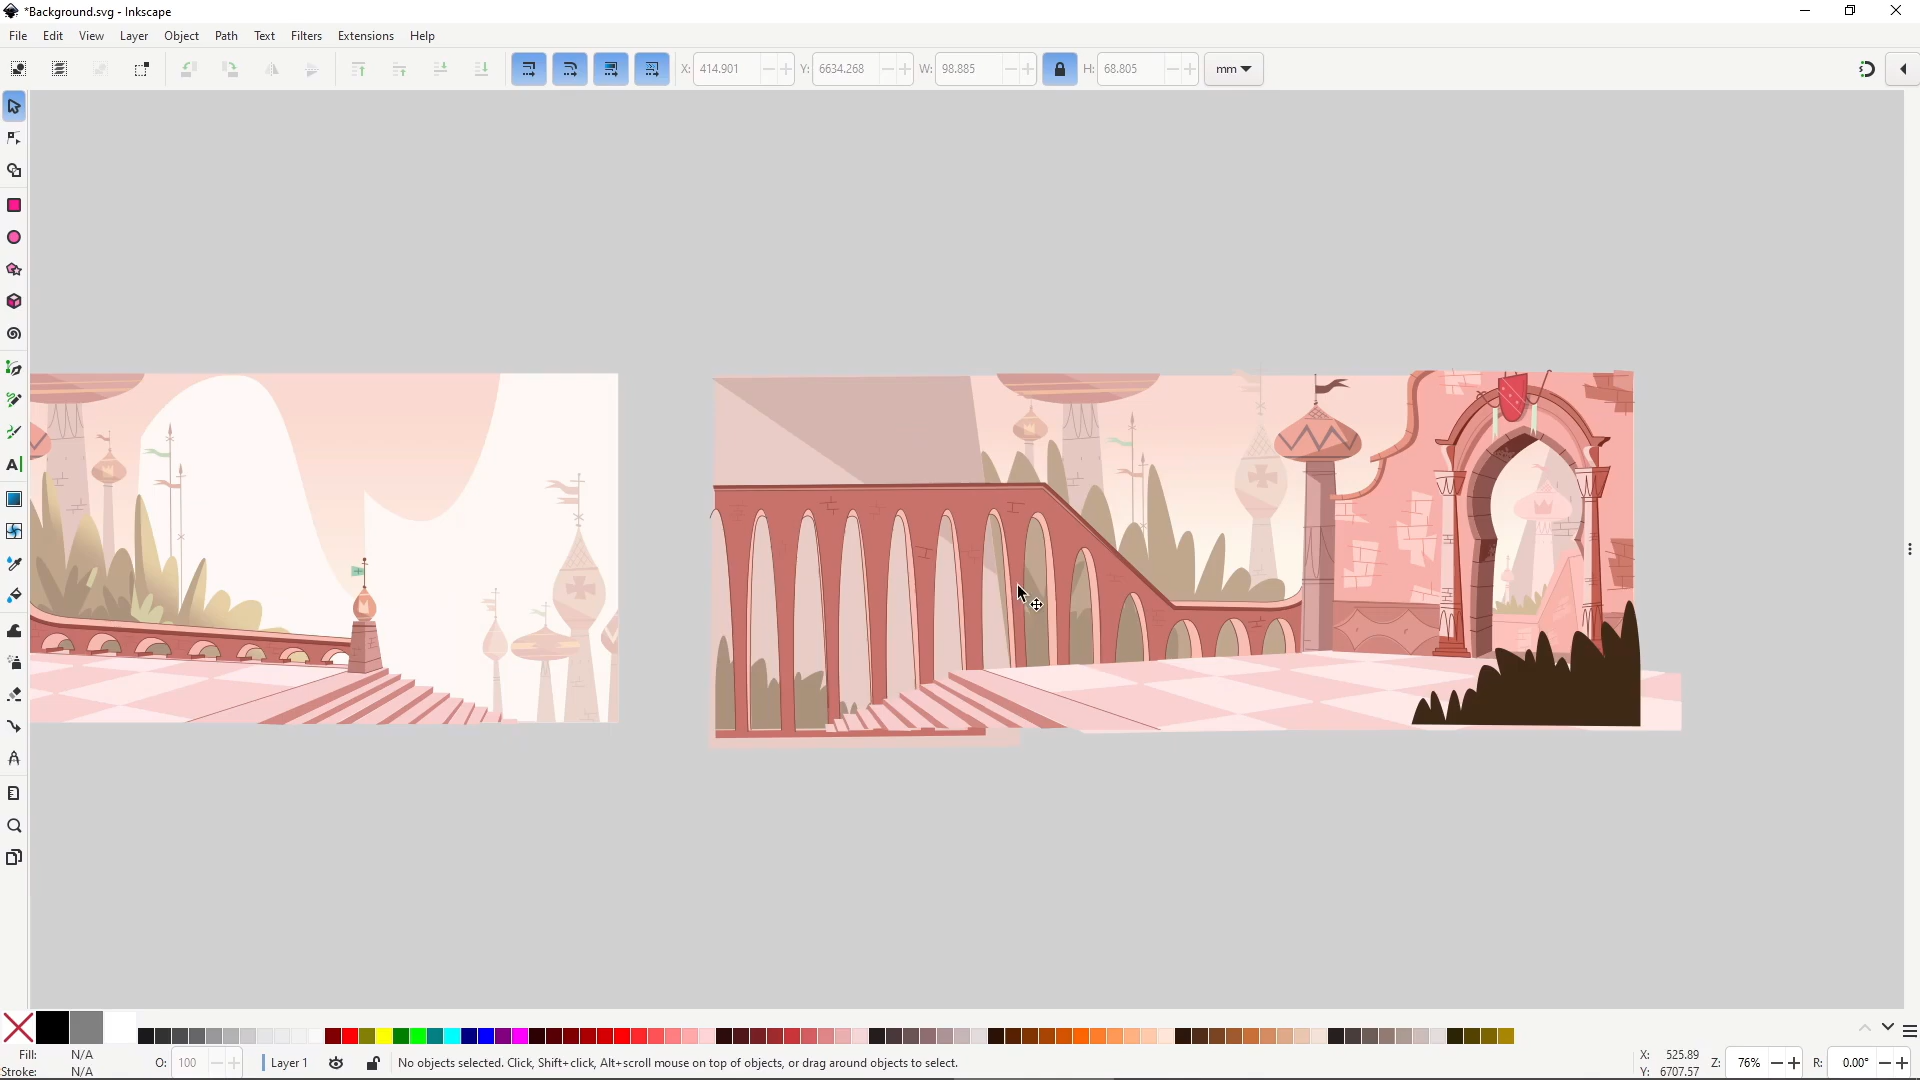 *Background.svg - Inkscape
File Edit View Layer Object Path Text Filters Extensions Help
X: 414.901 Y: 6634.268 W: 98.885 H: 68.805 mm
Fill: N/A
Stroke: N/A
O: 100
Layer 1
No objects selected. Click, Shift+click, Alt+scroll mouse on top of objects, or drag around objects to select.
X: 525.89
Y: 6707.57
Z: 76%
R: 0.00°